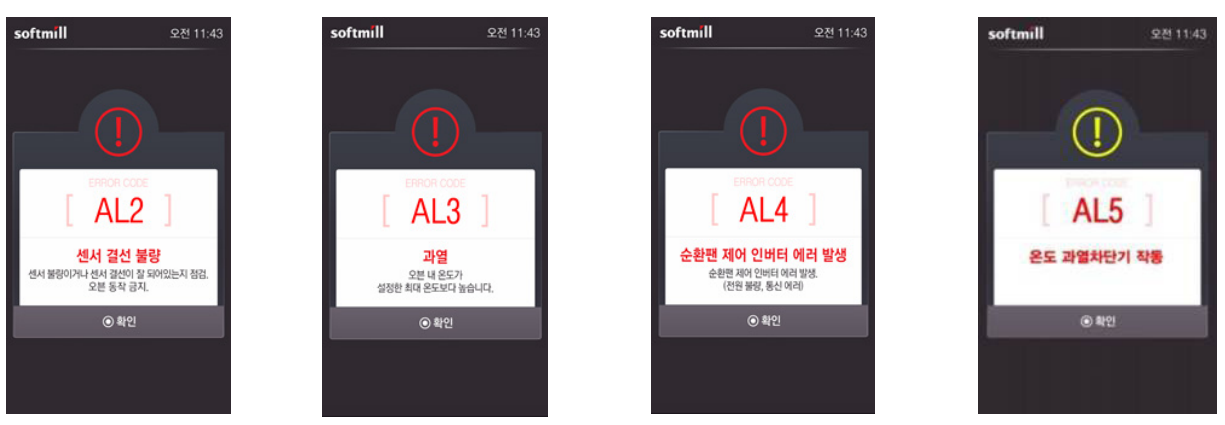 softmill
오전 11:43
ERROR CODE
[ AL2 ]
센서 결선 불량
센서 불량이거나 센서 결선이 잘 되어있는지 점검.
오븐 동작 금지.
확인
softmill
오전 11:43
ERROR CODE
[ AL3 ]
과열
오븐 내 온도가
설정한 최대 온도보다 높습니다.
확인
softmill
오전 11:43
ERROR CODE
[ AL4 ]
순환팬 제어 인버터 에러 발생
순환팬 제어 인버터 에러 발생.
(전원 불량, 통신 에러)
확인
softmill
오전 11:43
ERROR CODE
[ AL5 ]
온도 과열차단기 작동
확인